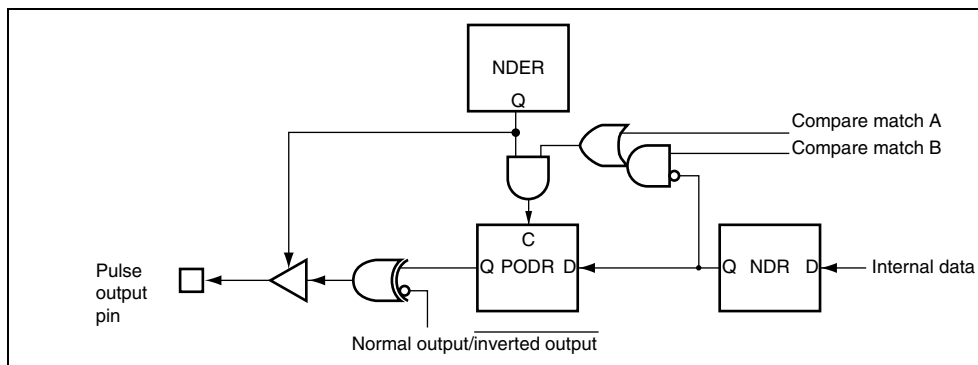 NDER
Q
Compare match A
Compare match B
C
Q PODR D
Q NDR D
Internal data
Pulse
output
pin
Normal output/inverted output